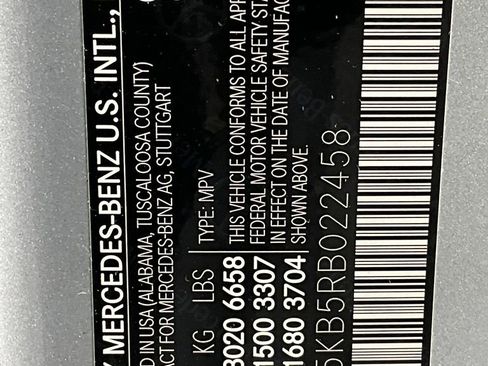 Y MERCEDES-BENZ U.S. INTL.,
D IN USA (ALABAMA, TUSCALOOSA COUNTY)
ACT FOR MERCEDES-BENZ AG, STUTTGART
KG LBS TYPE: MPV
3020 6658 THIS VEHICLE CONFORMS TO ALL APP
1500 3307 FEDERAL MOTOR VEHICLE SAFETY STA
1680 3704 IN EFFECT ON THE DATE OF MANUFAC
SHOWN ABOVE.
5KB5RB022458